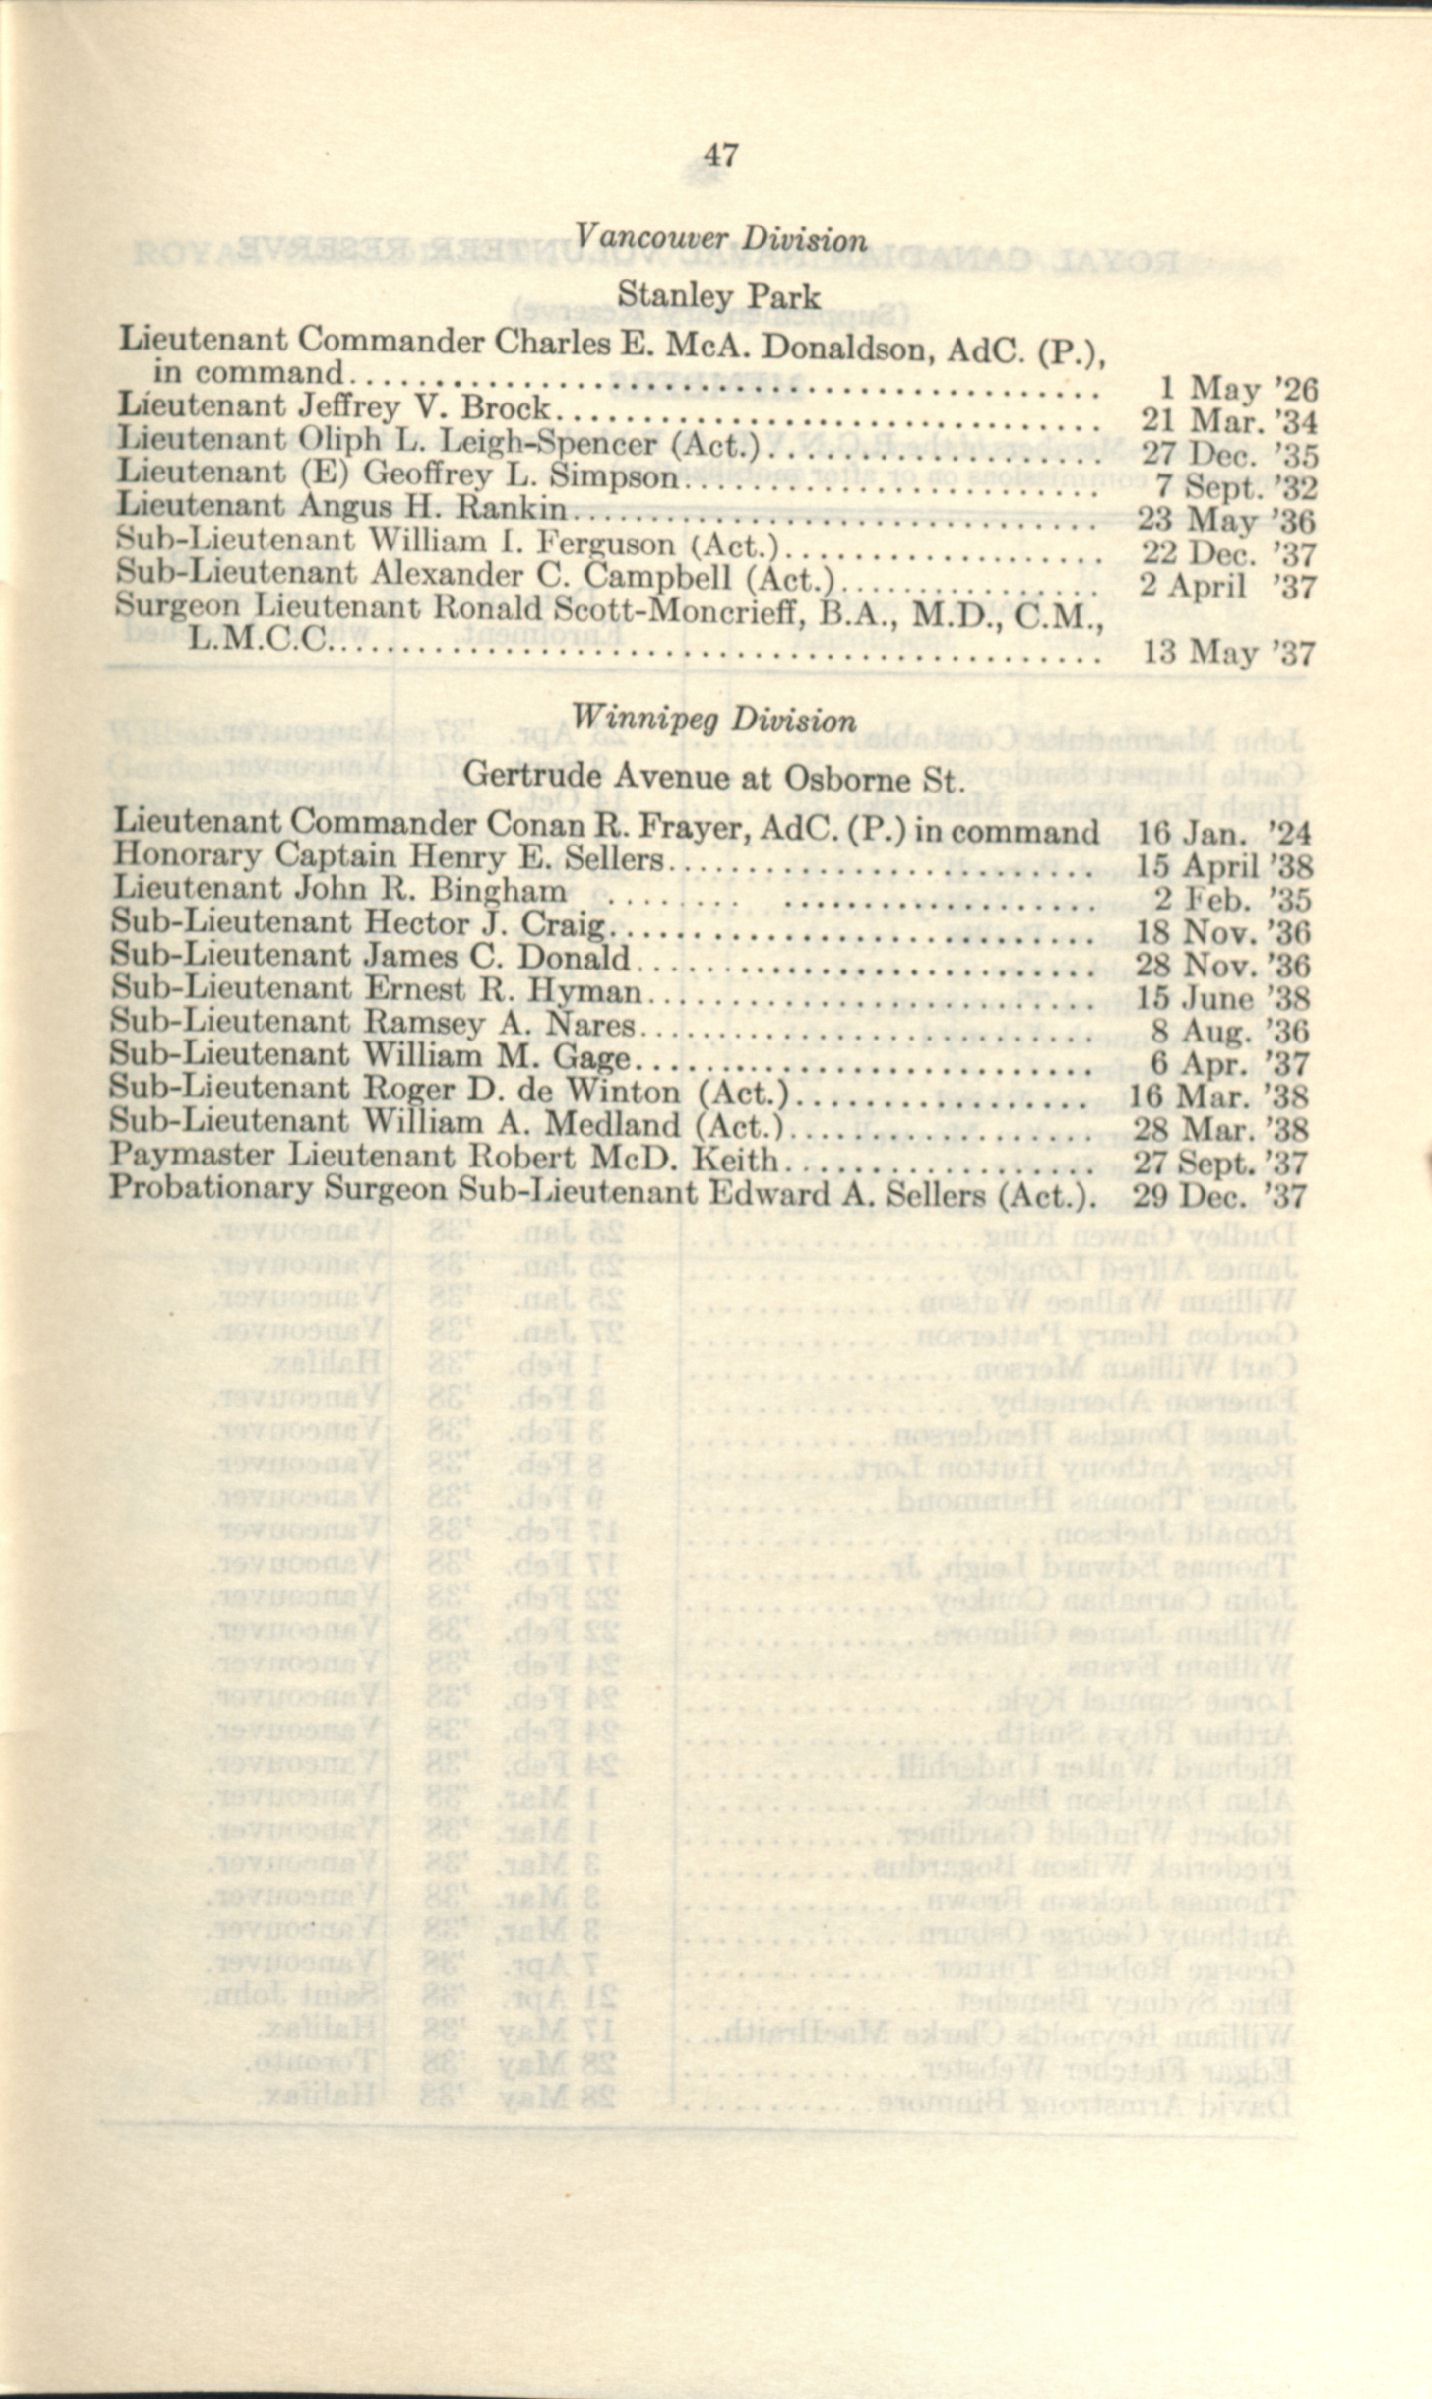 47
Vancouver Division
Stanley Park
Lieutenant Commander Charles E. McA. Donaldson, AdC. (P.),
in command.................................................... 1 May '26
Lieutenant Jeffrey V. Brock..................................... 21 Mar. '34
Lieutenant Oliph L. Leigh-Spencer (Act.)................... 27 Dec. '35
Lieutenant (E) Geoffrey L. Simpson........................ 7 Sept. '32
Lieutenant Angus H. Rankin................................ 23 May '36
Sub-Lieutenant William I. Ferguson (Act.).................. 22 Dec. '37
Sub-Lieutenant Alexander C. Campbell (Act.)............... 2 April '37
Surgeon Lieutenant Ronald Scott-Moncrieff, B.A., M.D., C.M.,
L.M.C.C............................................ 13 May '37
Winnipeg Division
Gertrude Avenue at Osborne St.
Lieutenant Commander Conan R. Frayer, AdC. (P.) in command 16 Jan. '24
Honorary Captain Henry E. Sellers.......................... 15 April '38
Lieutenant John R. Bingham ........ .................. 2 Feb. '35
Sub-Lieutenant Hector J. Craig.............................. 18 Nov. '36
Sub-Lieutenant James C. Donald............................ 28 Nov. '36
Sub-Lieutenant Ernest R. Hyman........................... 15 June '38
Sub-Lieutenant Ramsey A. Nares........................... 8 Aug. '36
Sub-Lieutenant William M. Gage............................ 6 Apr. '37
Sub-Lieutenant Roger D. de Winton (Act.)................. 16 Mar. '38
Sub-Lieutenant William A. Medland (Act.).................. 28 Mar. '38
Paymaster Lieutenant Robert McD. Keith.................. 27 Sept. '37
Probationary Surgeon Sub-Lieutenant Edward A. Sellers (Act.). 29 Dec. '37